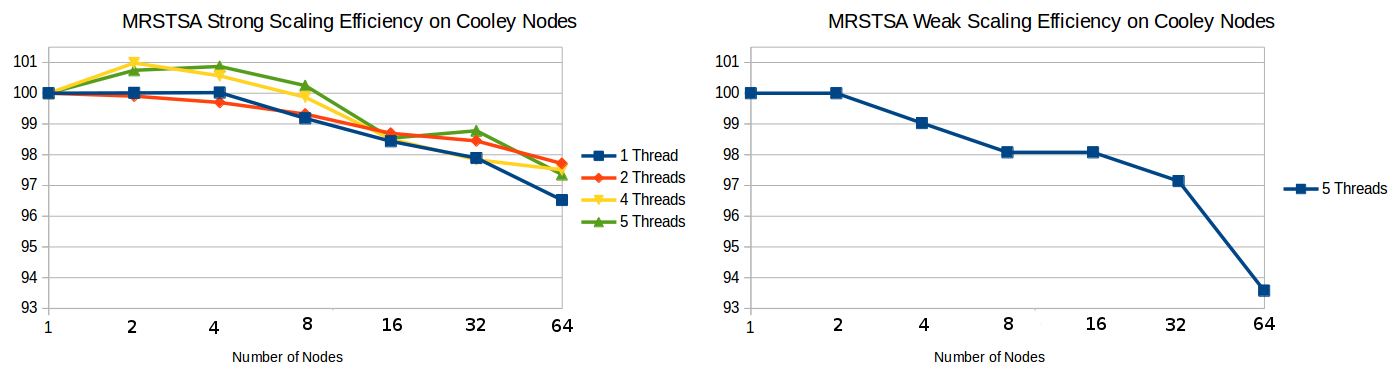 MRSTSA Strong Scaling Efficiency on Cooley Nodes
101
100
99
98
97
96
95
94
93
1 2 4 8 16 32 64
Number of Nodes
1 Thread
2 Threads
4 Threads
5 Threads
MRSTSA Weak Scaling Efficiency on Cooley Nodes
101
100
99
98
97
96
95
94
93
1 2 4 8 16 32 64
Number of Nodes
5 Threads